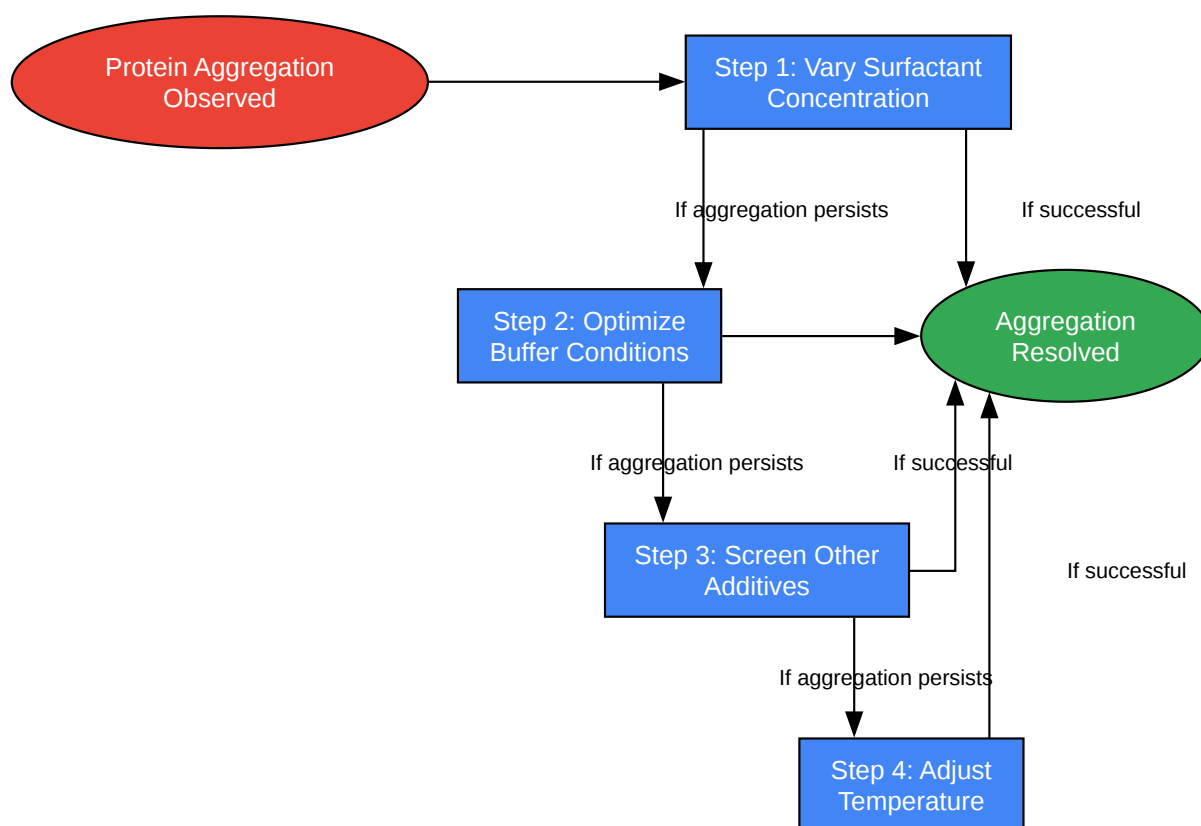 Protein Aggregation
Observed
Step 1: Vary Surfactant
Concentration
If aggregation persists
If successful
Step 2: Optimize
Buffer Conditions
Aggregation
Resolved
If aggregation persists
If successful
Step 3: Screen Other
Additives
If successful
If aggregation persists
Step 4: Adjust
Temperature